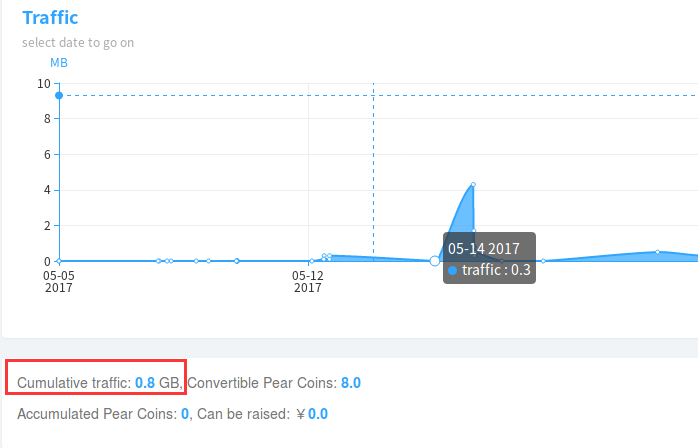 Traffic
select date to go on
MB
10
8
6
4
2
0
05-14 2017
traffic : 0.3
05-05
2017
05-12
2017
Cumulative traffic: 0.8 GB, Convertible Pear Coins: 8.0
Accumulated Pear Coins: 0, Can be raised: ￥0.0